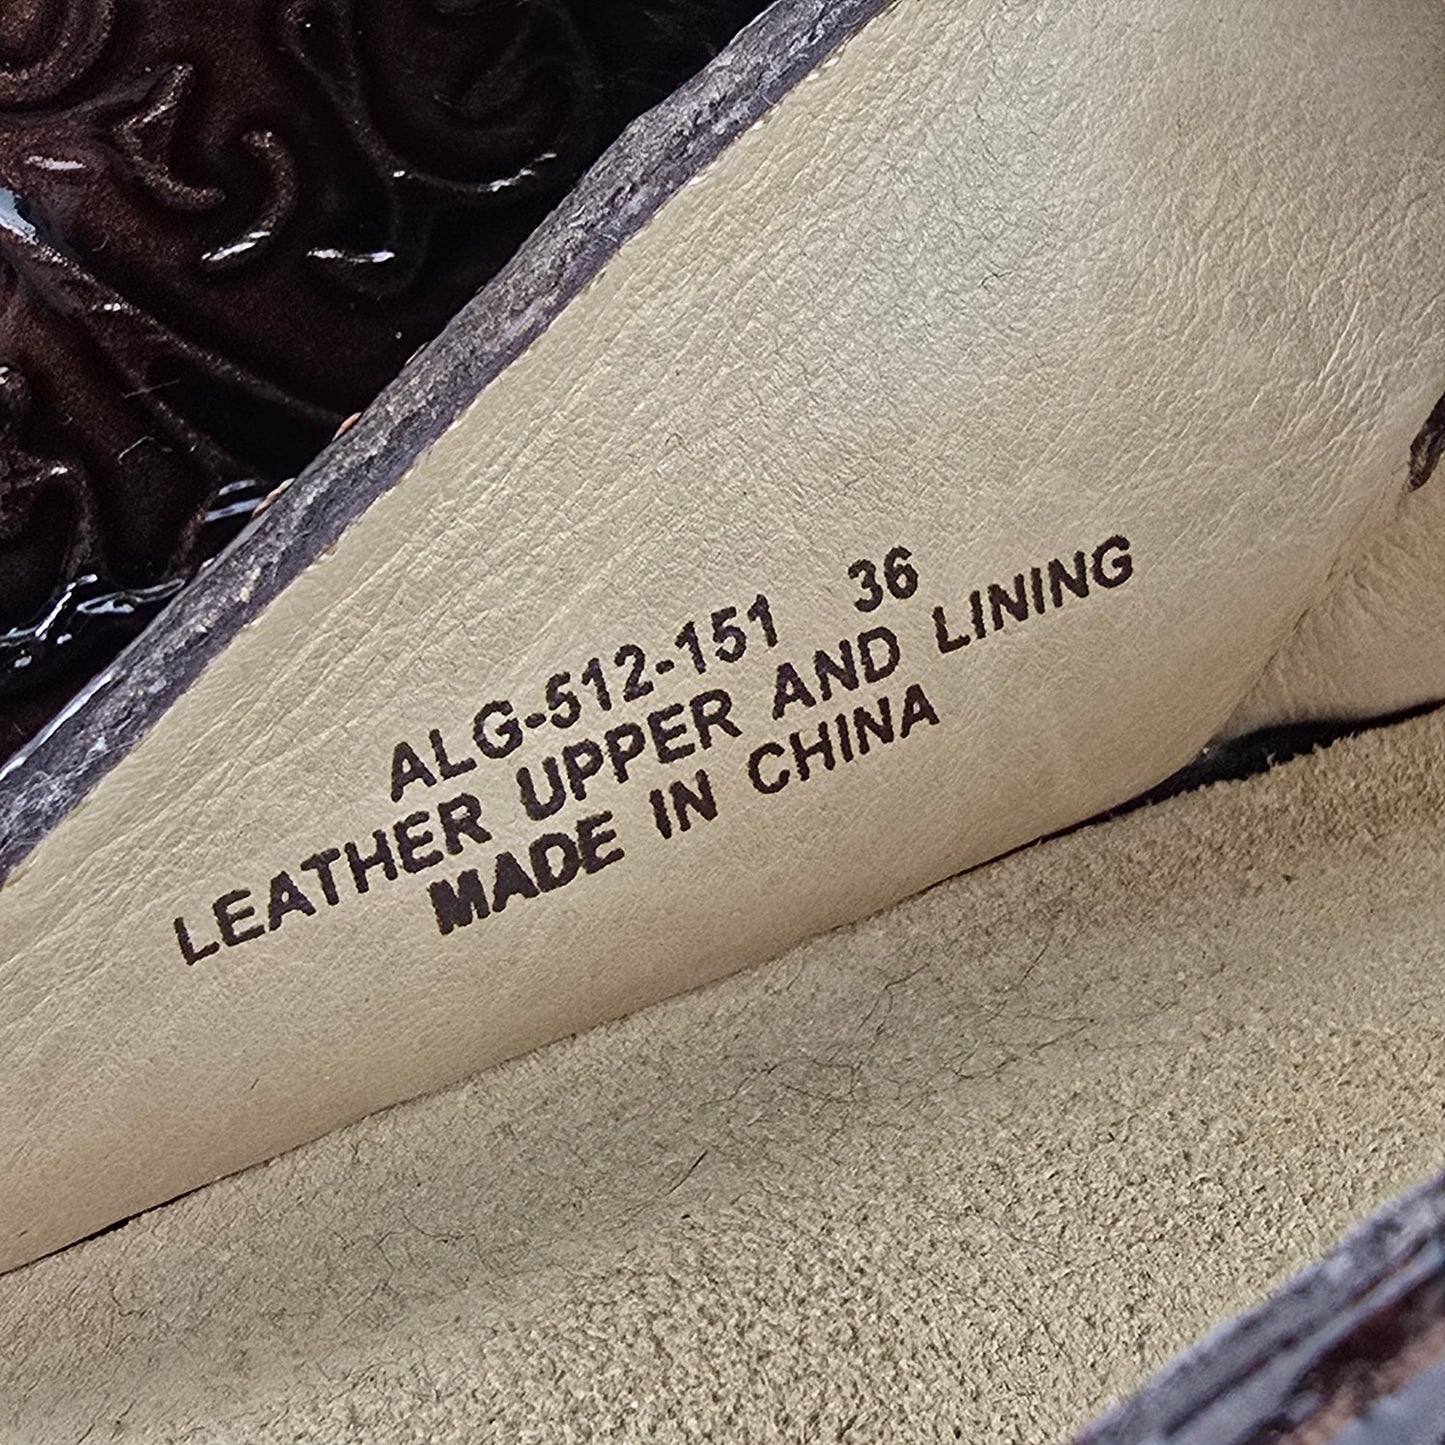 ALG-512-151 36
LEATHER UPPER AND LINING
MADE IN CHINA